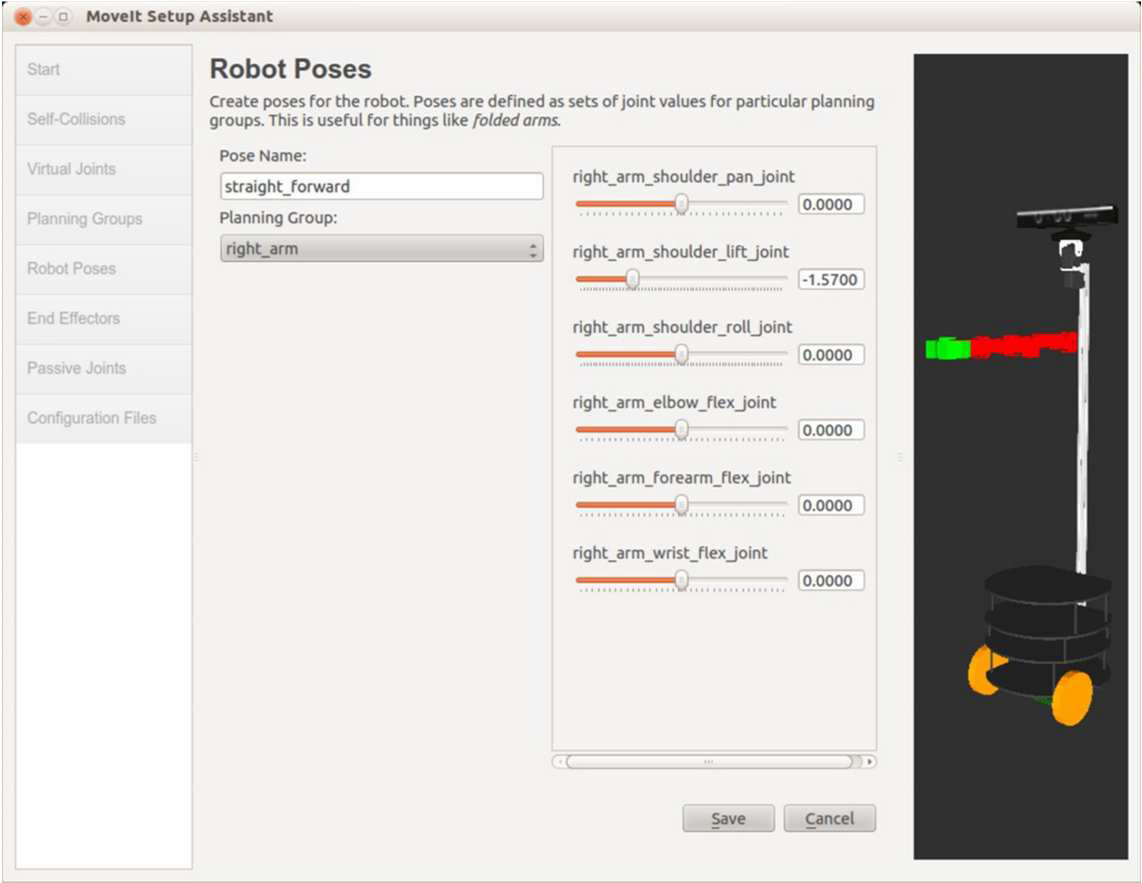 MoveIt Setup Assistant
Start
Self-Collisions
Virtual Joints
Planning Groups
Robot Poses
End Effectors
Passive Joints
Configuration Files
Robot Poses
Create poses for the robot. Poses are defined as sets of joint values for particular planning
groups. This is useful for things like folded arms.
Pose Name:
straight_forward
Planning Group:
right_arm
right_arm_shoulder_pan_joint
0.0000
right_arm_shoulder_lift_joint
-1.5700
right_arm_shoulder_roll_joint
0.0000
right_arm_elbow_flex_joint
0.0000
right_arm_forearm_flex_joint
0.0000
right_arm_wrist_flex_joint
0.0000
Save
Cancel